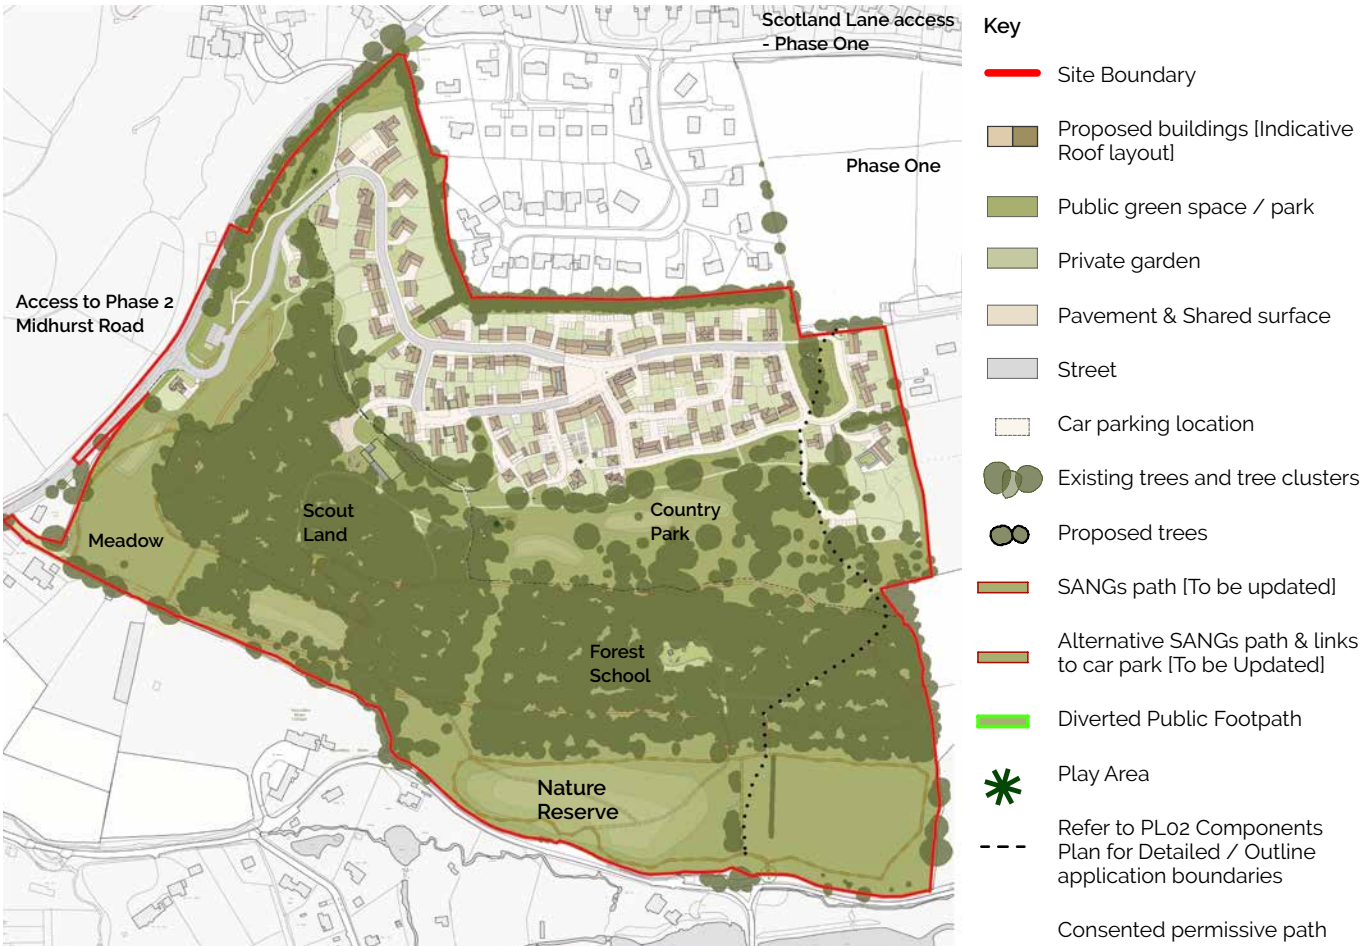 Scotland Lane access
- Phase One
Phase One
Access to Phase 2
Midhurst Road
Meadow
Scout
Land
Country
Park
Forest
School
Nature
Reserve
Key
Site Boundary
Proposed buildings [Indicative
Roof layout]
Public green space / park
Private garden
Pavement & Shared surface
Street
Car parking location
Existing trees and tree clusters
Proposed trees
SANGs path [To be updated]
Alternative SANGs path & links
to car park [To be Updated]
Diverted Public Footpath
Play Area
Refer to PL02 Components
Plan for Detailed / Outline
application boundaries
Consented permissive path